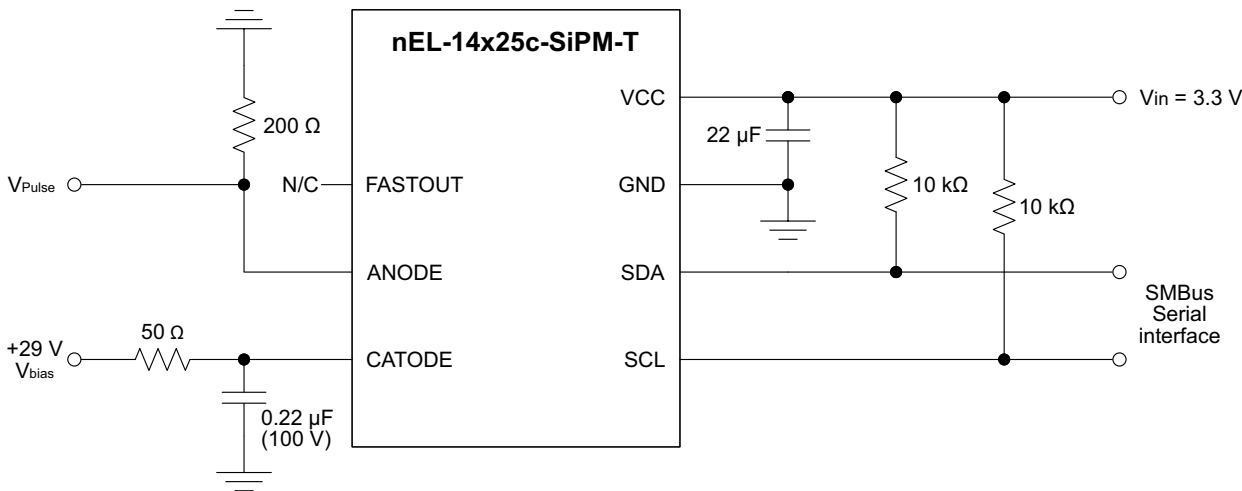 nEL-14x25c-SiPM-T
VCC
Vin = 3.3 V
200 Ω
22 µF
VPulse
N/C
FASTOUT
GND
10 kΩ
10 kΩ
ANODE
SDA
SMBus
Serial
interface
50 Ω
+29 V
Vbias
CATODE
SCL
0.22 µF
(100 V)